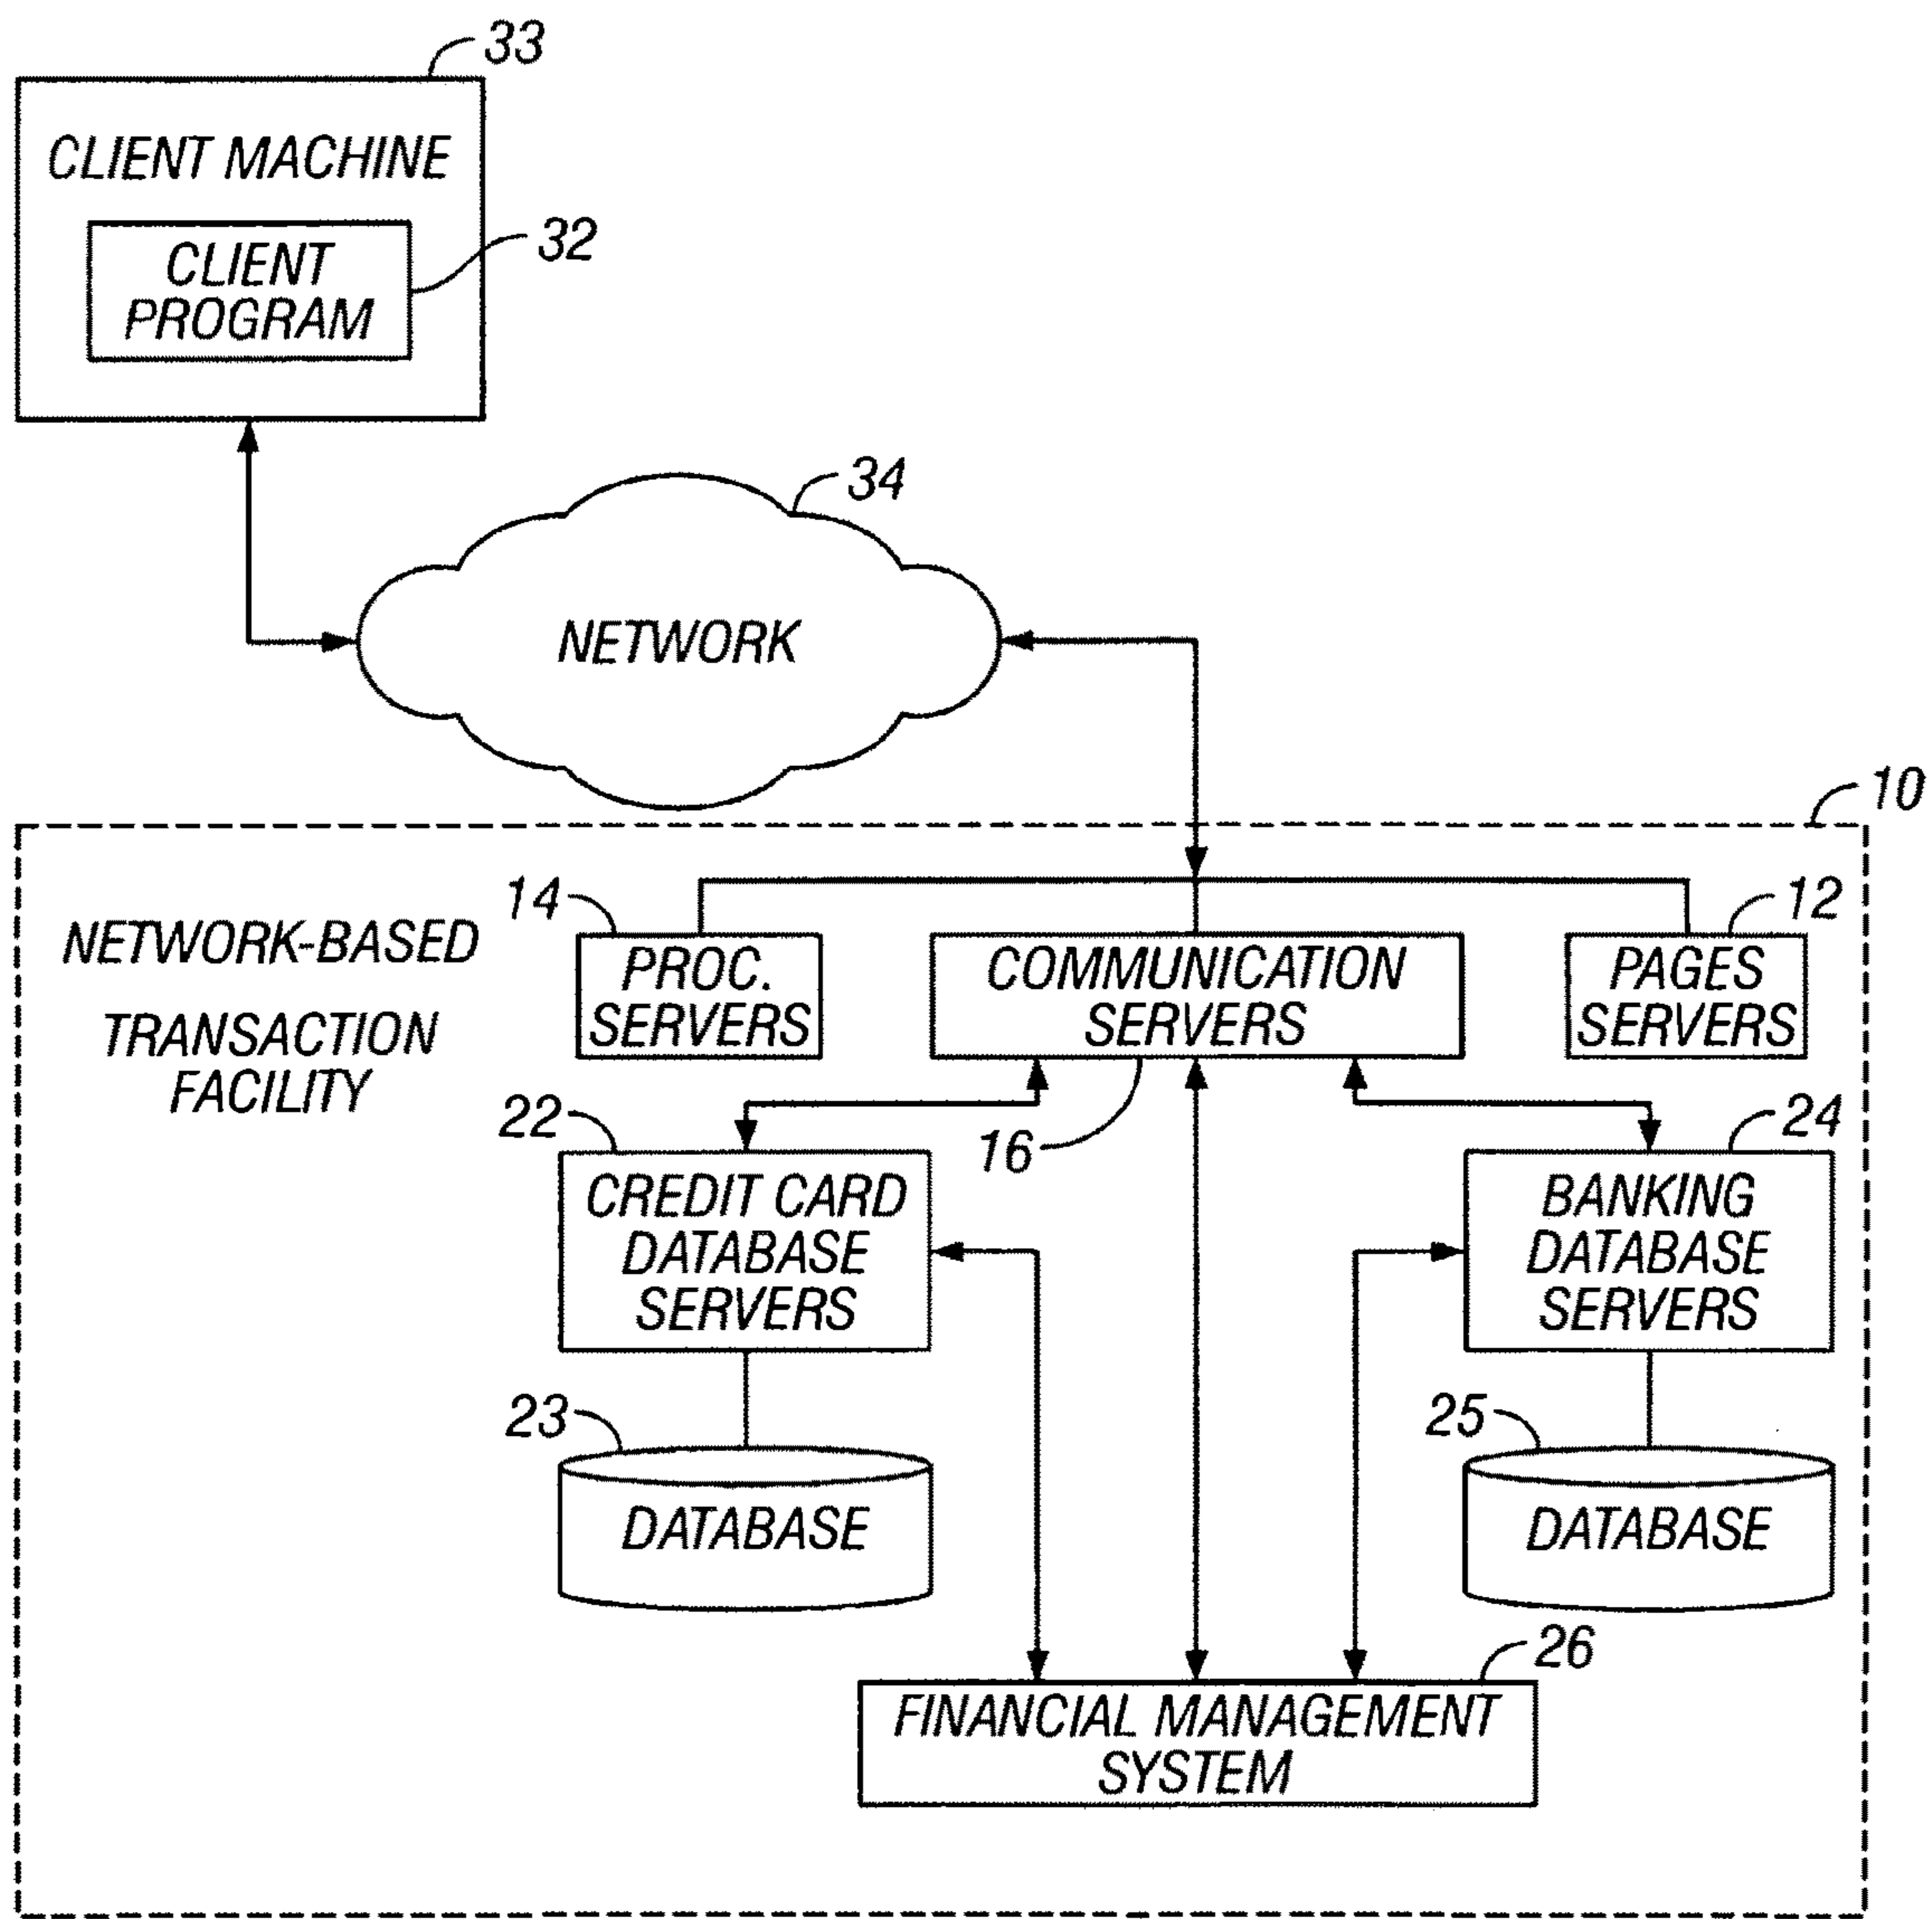 33
CLIENT MACHINE
32
CLIENT
PROGRAM
34
NETWORK
10
NETWORK-BASED
TRANSACTION
FACILITY
14
PROC.
SERVERS
COMMUNICATION
SERVERS
16
12
PAGES
SERVERS
22
CREDIT CARD
DATABASE
SERVERS
24
BANKING
DATABASE
SERVERS
23
DATABASE
25
DATABASE
26
FINANCIAL MANAGEMENT
SYSTEM